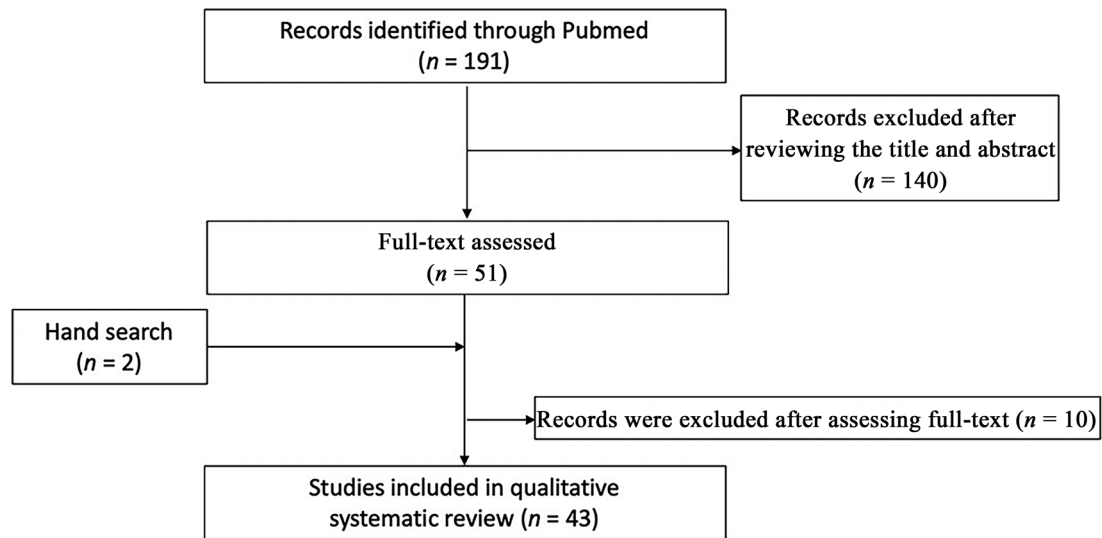 Records identified through Pubmed
(n = 191)
Records excluded after
reviewing the title and abstract
(n = 140)
Full-text assessed
(n = 51)
Hand search
(n = 2)
Records were excluded after assessing full-text (n = 10)
Studies included in qualitative
systematic review (n = 43)